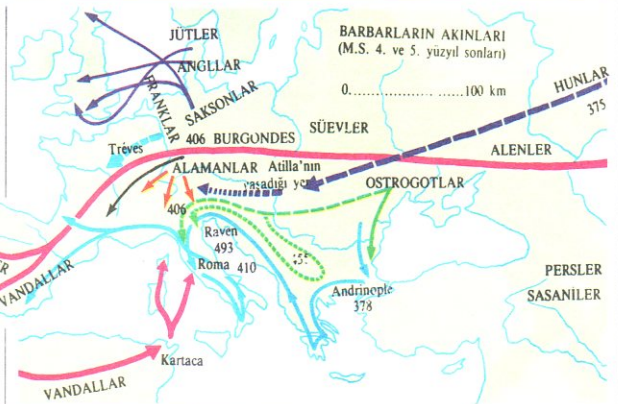 BARBARLARIN AKINLARI
(M.S. 4. ve 5. yüzyıl sonları)
0........................100 km
JÜTLER
ANGLLAR
SAKSONLAR
FRANKLAR
HUNLAR
375
406 BURGONDES
SÜEVLER
ALENLER
Tréves
ALAMANLAR
Atilla'nın
yaşadığı yer
OSTROGOTLAR
406
Raven
493
Roma 410
Andrinople
378
PERSLER
SASANİLER
VANDALLAR
Kartaca
VANDALLAR